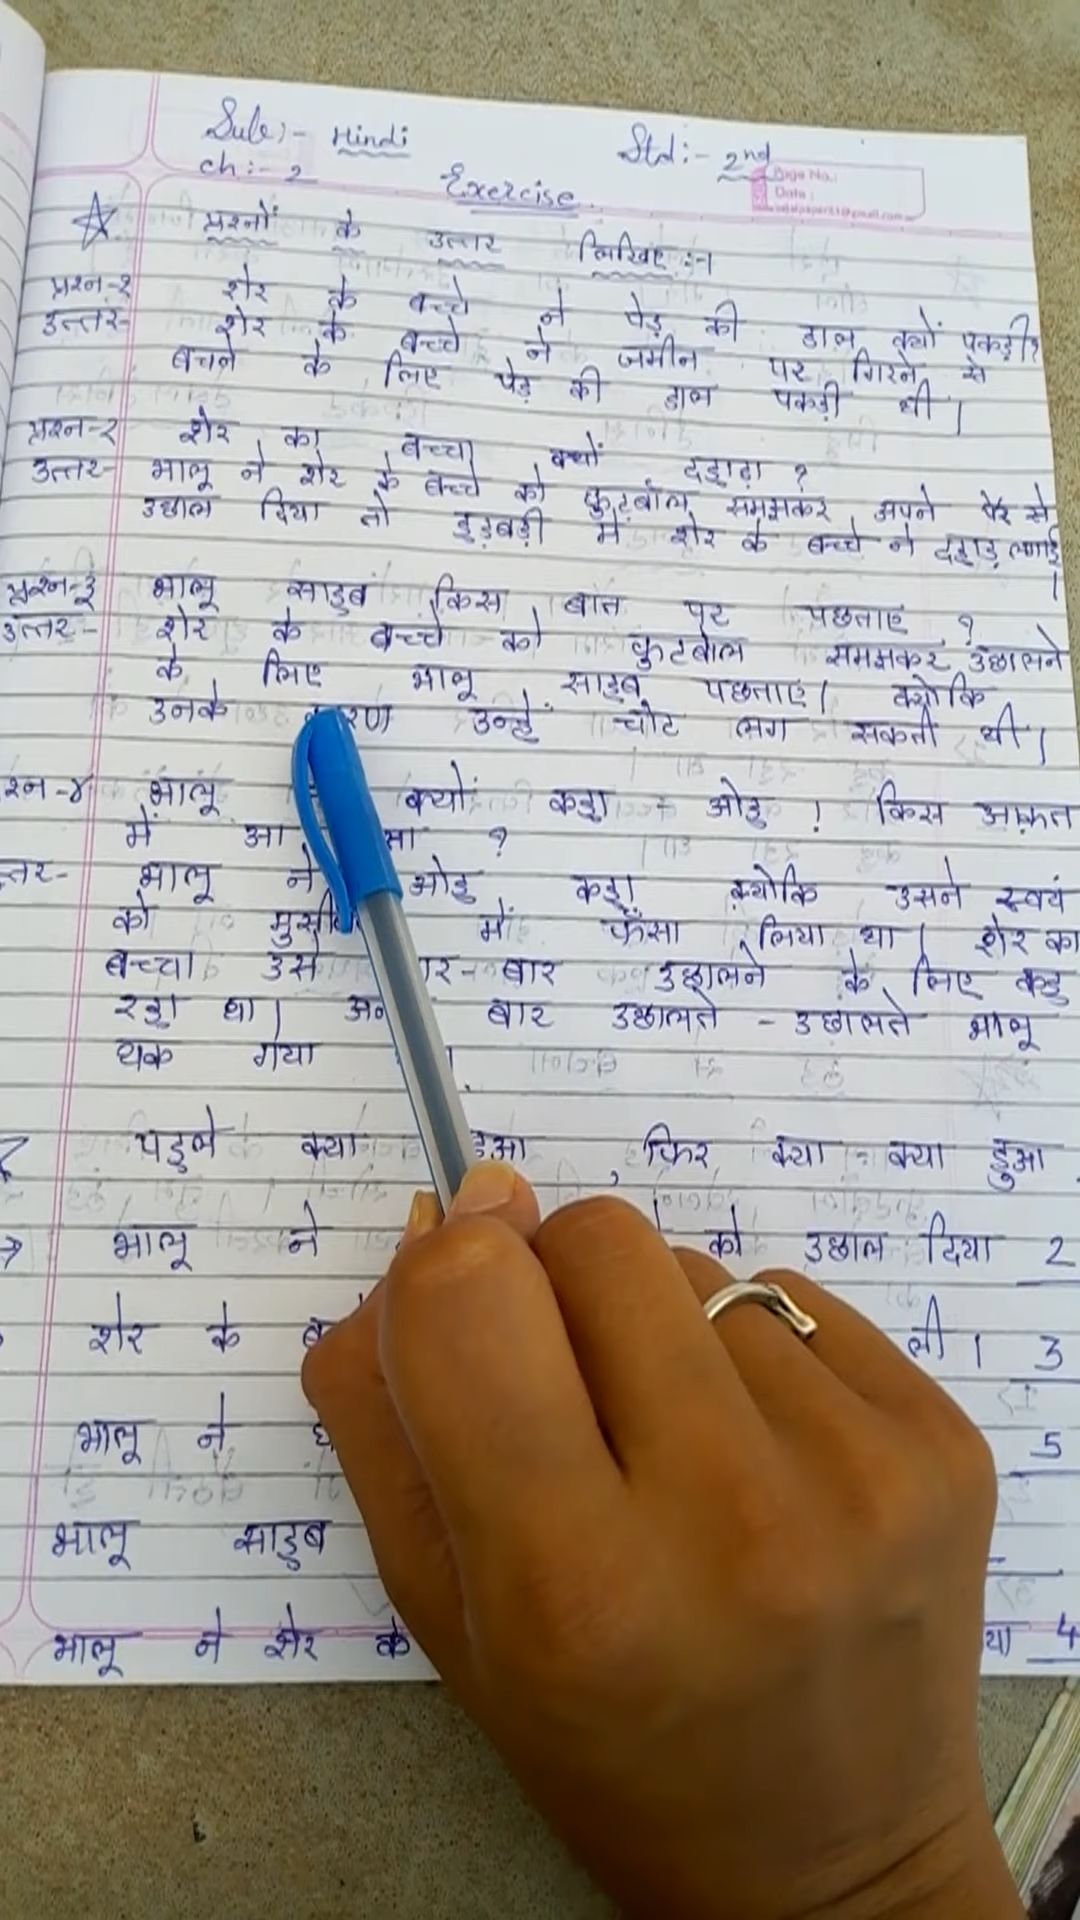 Sub:- Hindi Std:- 2nd
ch:- 2
Exercise.
Page No.:
Date:
प्रश्नों के उत्तर लिखिए :-
प्रश्न-१ शेर के बच्चे ने पेड़ की डाल क्यों पकड़ी?
उत्तर- शेर के बच्चे ने जमीन पर गिरने से
बचने के लिए पेड़ की डाल पकड़ी थी।
प्रश्न-२ शेर का बच्चा क्यों दहाड़ा ?
उत्तर- भालू ने शेर के बच्चे को फुटबॉल समझकर अपने पैर से
उछाल दिया तो हड़बड़ी में शेर के बच्चे ने दहाड़ लगाई
।
प्रश्न-३ भालू साहब किस बात पर पछताए ?
उत्तर- शेर के बच्चे को फुटबॉल समझकर उछालने
के लिए भालू साहब पछताए। क्योकि
उनके उन्हें चोट लग सकती थी।
भालू क्यों कहा - ओह ! किस आफ़त
में आ ?
भालू ने ओह कहा क्योकि उसने स्वयं
को में फँसा लिया था। शेर का
बच्चा उसे बार उछालने के लिए कह
रहा था। बार उछालते - उछालते भालू
थक गया
पहले क्या हुआ , फिर क्या - क्या हुआ
→ भालू ने को उछाल दिया 2
शेर के ली। 3
भालू ने 5
भालू साहब
भालू ने शेर के 4